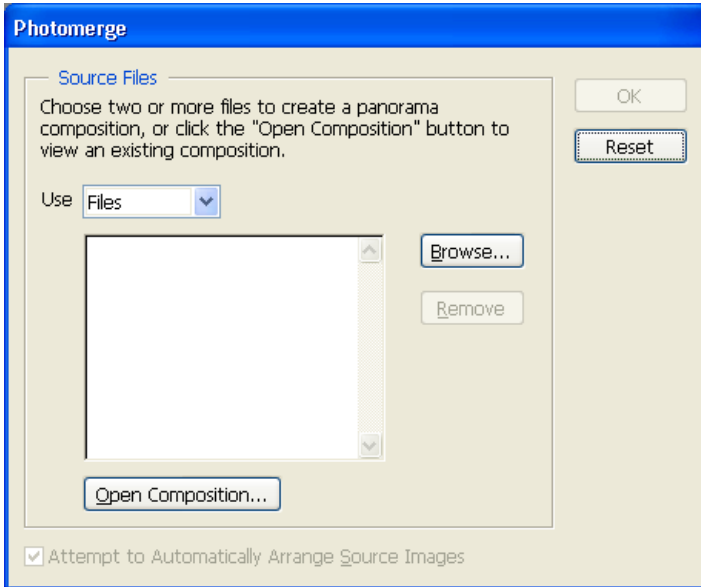 Photomerge
Source Files
Choose two or more files to create a panorama
composition, or click the "Open Composition" button to
view an existing composition.
OK
Reset
Use Files
Browse...
Remove
Open Composition...
Attempt to Automatically Arrange Source Images